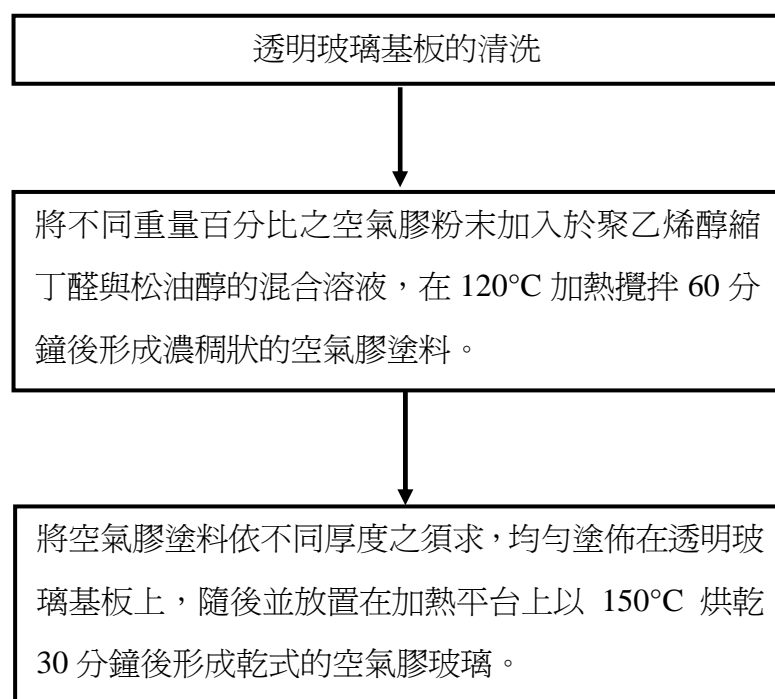 透明玻璃基板的清洗
將不同重量百分比之空氣膠粉末加入於聚乙烯醇縮
丁醛與松油醇的混合溶液，在 120°C 加熱攪拌 60 分
鐘後形成濃稠狀的空氣膠塗料。
將空氣膠塗料依不同厚度之須求，均勻塗佈在透明玻
璃基板上，隨後並放置在加熱平台上以 150°C 烘乾
30 分鐘後形成乾式的空氣膠玻璃。